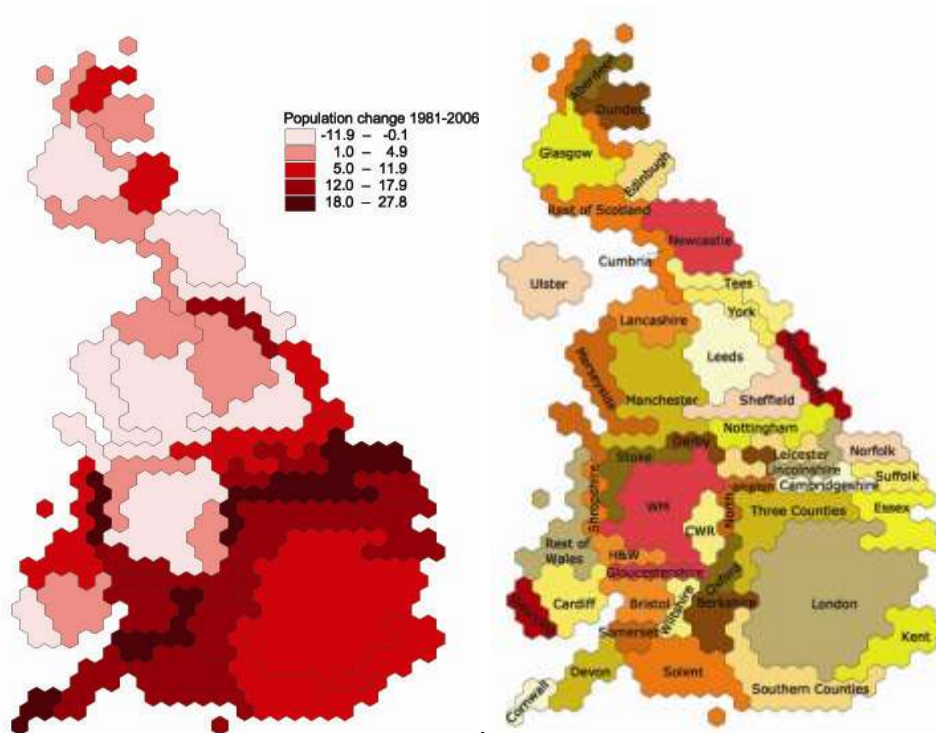 Population change 1981-2006
-11.9 – -0.1
1.0 – 4.9
5.0 – 11.9
12.0 – 17.9
18.0 – 27.8
Aberdeen
Dundee
Glasgow
Edinburgh
Rest of Scotland
Newcastle
Cumbria
Ulster
Tees
York
Lancashire
Leeds
Merseyside
Manchester
Sheffield
Nottingham
Derby
Stoke
Leicester
Norfolk
Lincolnshire
Suffolk
Cambridgeshire
Shropshire
WM
North
Essex
Three Counties
CWR
Rest of
Wales
H&W
Gloucestershire
Oxford
Cardiff
Bristol
Wiltshire
Berkshire
London
Somerset
Kent
Devon
Solent
Southern Counties
Cornwall